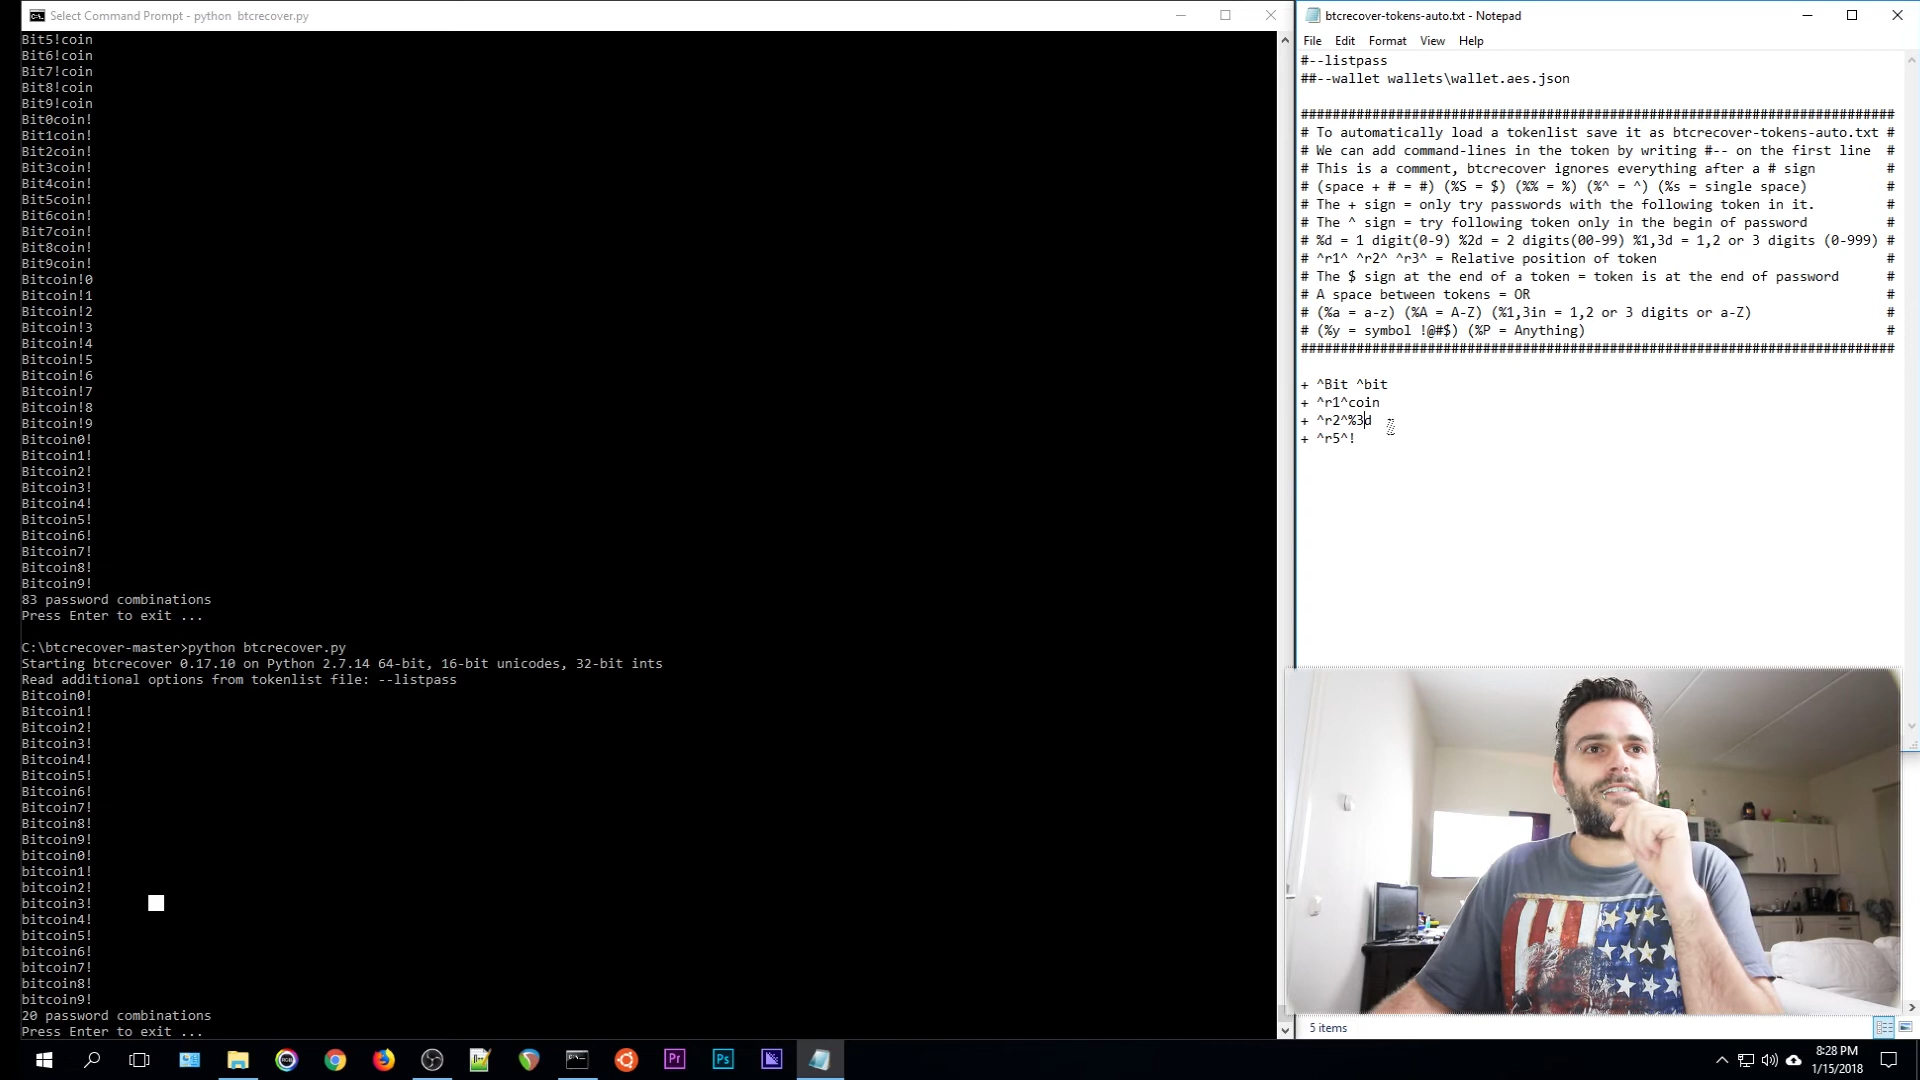 Select Command Prompt - python  btcrecover.py
Bit5!coin
Bit6!coin
Bit7!coin
Bit8!coin
Bit9!coin
Bit0coin!
Bit1coin!
Bit2coin!
Bit3coin!
Bit4coin!
Bit5coin!
Bit6coin!
Bit7coin!
Bit8coin!
Bit9coin!
Bitcoin!0
Bitcoin!1
Bitcoin!2
Bitcoin!3
Bitcoin!4
Bitcoin!5
Bitcoin!6
Bitcoin!7
Bitcoin!8
Bitcoin!9
Bitcoin0!
Bitcoin1!
Bitcoin2!
Bitcoin3!
Bitcoin4!
Bitcoin5!
Bitcoin6!
Bitcoin7!
Bitcoin8!
Bitcoin9!
83 password combinations
Press Enter to exit ...
C:\btcrecover-master>python btcrecover.py
Starting btcrecover 0.17.10 on Python 2.7.14 64-bit, 16-bit unicodes, 32-bit ints
Read additional options from tokenlist file: --listpass
Bitcoin0!
Bitcoin1!
Bitcoin2!
Bitcoin3!
Bitcoin4!
Bitcoin5!
Bitcoin6!
Bitcoin7!
Bitcoin8!
Bitcoin9!
bitcoin0!
bitcoin1!
bitcoin2!
bitcoin3!
bitcoin4!
bitcoin5!
bitcoin6!
bitcoin7!
bitcoin8!
bitcoin9!
20 password combinations
Press Enter to exit ...
btcrecover-tokens-auto.txt - Notepad
File Edit Format View Help
#--listpass
##--wallet wallets\wallet.aes.json
###########################################################################
# To automatically load a tokenlist save it as btcrecover-tokens-auto.txt #
# We can add command-lines in the token by writing #-- on the first line #
# This is a comment, btcrecover ignores everything after a # sign #
# (space + # = #) (%S = $) (%% = %) (%^ = ^) (%s = single space) #
# The + sign = only try passwords with the following token in it. #
# The ^ sign = try following token only in the begin of password #
# %d = 1 digit(0-9) %2d = 2 digits(00-99) %1,3d = 1,2 or 3 digits (0-999) #
# ^r1^ ^r2^ ^r3^ = Relative position of token #
# The $ sign at the end of a token = token is at the end of password #
# A space between tokens = OR #
# (%a = a-z) (%A = A-Z) (%1,3in = 1,2 or 3 digits or a-Z) #
# (%y = symbol !@#$) (%P = Anything) #
###########################################################################
+ ^Bit ^bit
+ ^r1^coin
+ ^r2^%3d
+ ^r5^!
5 items
Pr
Ps
8:28 PM
1/15/2018